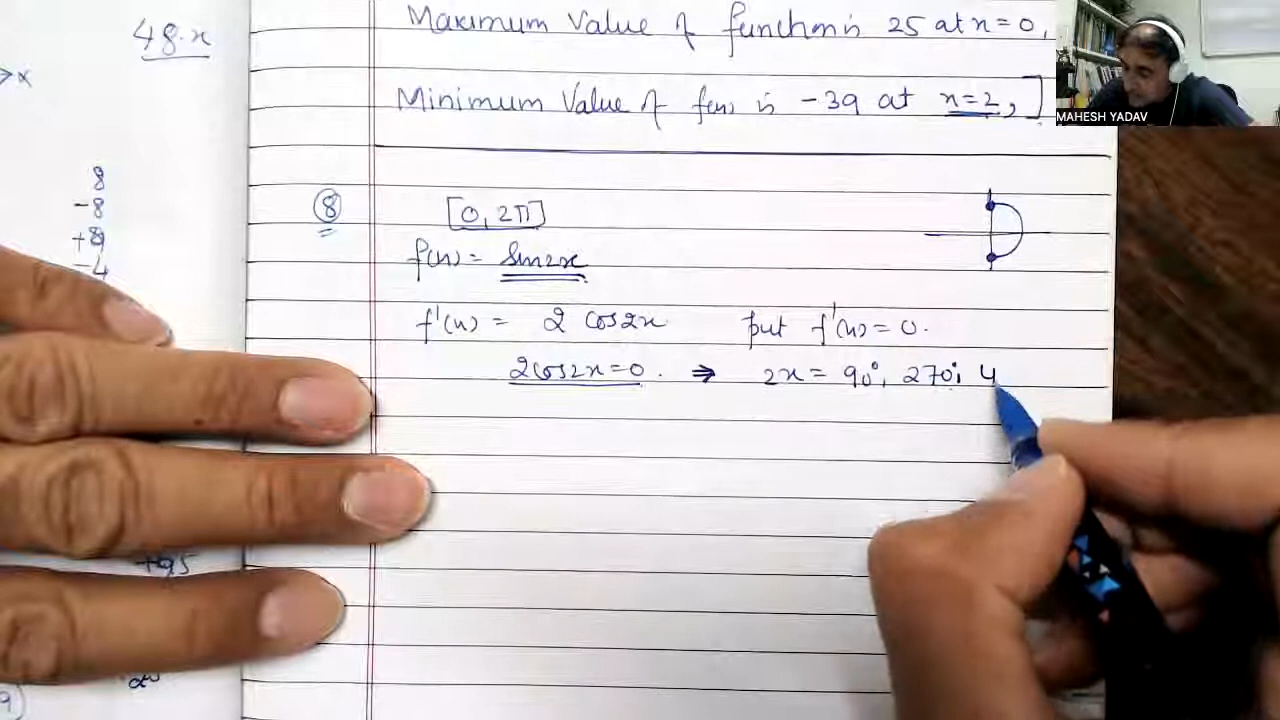 48·x
Maximum Value of function is 25 at x=0,
>x
Minimum Value of f(x) is -39 at x=2, ]
MAHESH YADAV
8
-8
+8
-4
⑧ [0, 2π]
f(x) = Sin2x
f'(x) = 2 Cos2x put f'(x) = 0.
2cos2x=0. ⇒ 2x = 90°, 270°, 4
+95